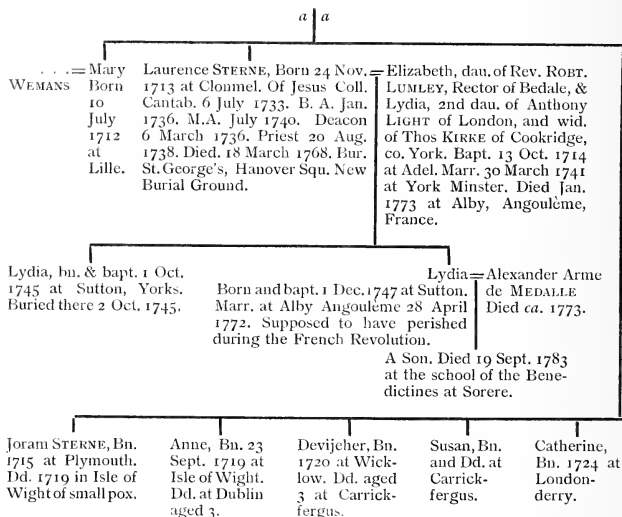 a a
. . . = Mary
WEMANS Born
10
July
1712
at
Lille.
Laurence STERNE, Born 24 Nov.
1713 at Clonmel. Of Jesus Coll.
Cantab. 6 July 1733. B. A. Jan.
1736. M.A. July 1740. Deacon
6 March 1736. Priest 20 Aug.
1738. Died. 18 March 1768. Bur.
St. George's, Hanover Squ. New
Burial Ground.
= Elizabeth, dau. of Rev. ROBT.
LUMLEY, Rector of Bedale, &
Lydia, 2nd dau. of Anthony
LIGHT of London, and wid.
of Thos KIRKE of Cookridge,
co. York. Bapt. 13 Oct. 1714
at Adel. Marr. 30 March 1741
at York Minster. Died Jan.
1773 at Alby, Angoulème,
France.
Lydia, bn. & bapt. 1 Oct.
1745 at Sutton, Yorks.
Buried there 2 Oct. 1745.
Lydia = Alexander Arme
de MEDALLE
Died ca. 1773.
Born and bapt. 1 Dec. 1747 at Sutton.
Marr. at Alby Angoulème 28 April
1772. Supposed to have perished
during the French Revolution.
A Son. Died 19 Sept. 1783
at the school of the Bene-
dictines at Sorere.
Joram STERNE, Bn.
1715 at Plymouth.
Dd. 1719 in Isle of
Wight of small pox.
Anne, Bn. 23
Sept. 1719 at
Isle of Wight.
Dd. at Dublin
aged 3.
Devijeher, Bn.
1720 at Wick-
low. Dd. aged
3 at Carrick-
fergus.
Susan, Bn.
and Dd. at
Carrick-
fergus.
Catherine,
Bn. 1724 at
London-
derry.